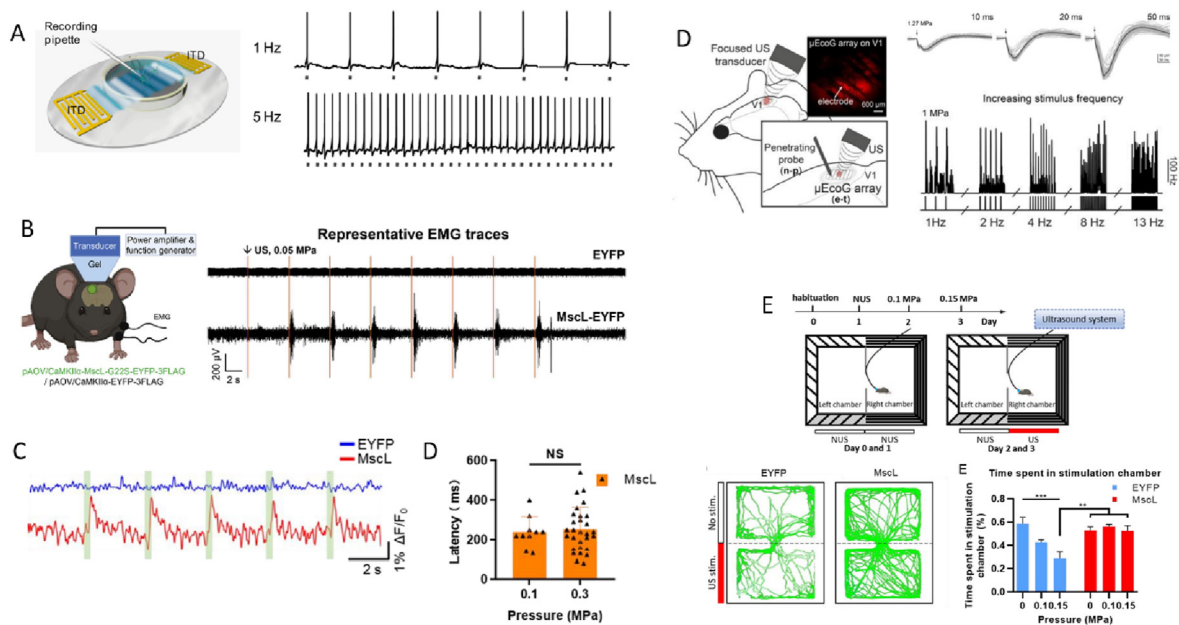 A
Recording
pipette
ITD
ITD
1 Hz
5 Hz
B
Transducer
Power amplifier &
function generator
Gel
EMG
pAOV/CaMKIIα-MscL-G22S-EYFP-3FLAG
/ pAOV/CaMKIIα-EYFP-3FLAG
Representative EMG traces
US, 0.05 MPa
EYFP
MscL-EYFP
200 μV
2 s
C
EYFP
MscL
1% ΔF/F0
2 s
D
NS
MscL
Latency (ms)
600
400
200
0
0.1
0.3
Pressure (MPa)
D
Focused US
transducer
μEcoG array on V1
electrode
600 μm
V1
Penetrating
probe
(n-p)
US
V1
μEcoG array
(e-t)
1.27 MPa
10 ms
20 ms
50 ms
Increasing stimulus frequency
1 MPa
100 Hz
1Hz
2 Hz
4 Hz
8 Hz
13 Hz
E
habituation
NUS
0.1 MPa
0.15 MPa
0
1
2
3
Day
Ultrasound system
Left chamber
Right chamber
Left chamber
Right chamber
NUS
NUS
Day 0 and 1
NUS
US
Day 2 and 3
EYFP
MscL
No stim.
US stim.
E
Time spent in stimulation chamber
EYFP
MscL
***
**
Time spent in stimulation
chamber (%)
0.8
0.6
0.4
0.2
0.0
0 0.10.15
0 0.10.15
Pressure (MPa)